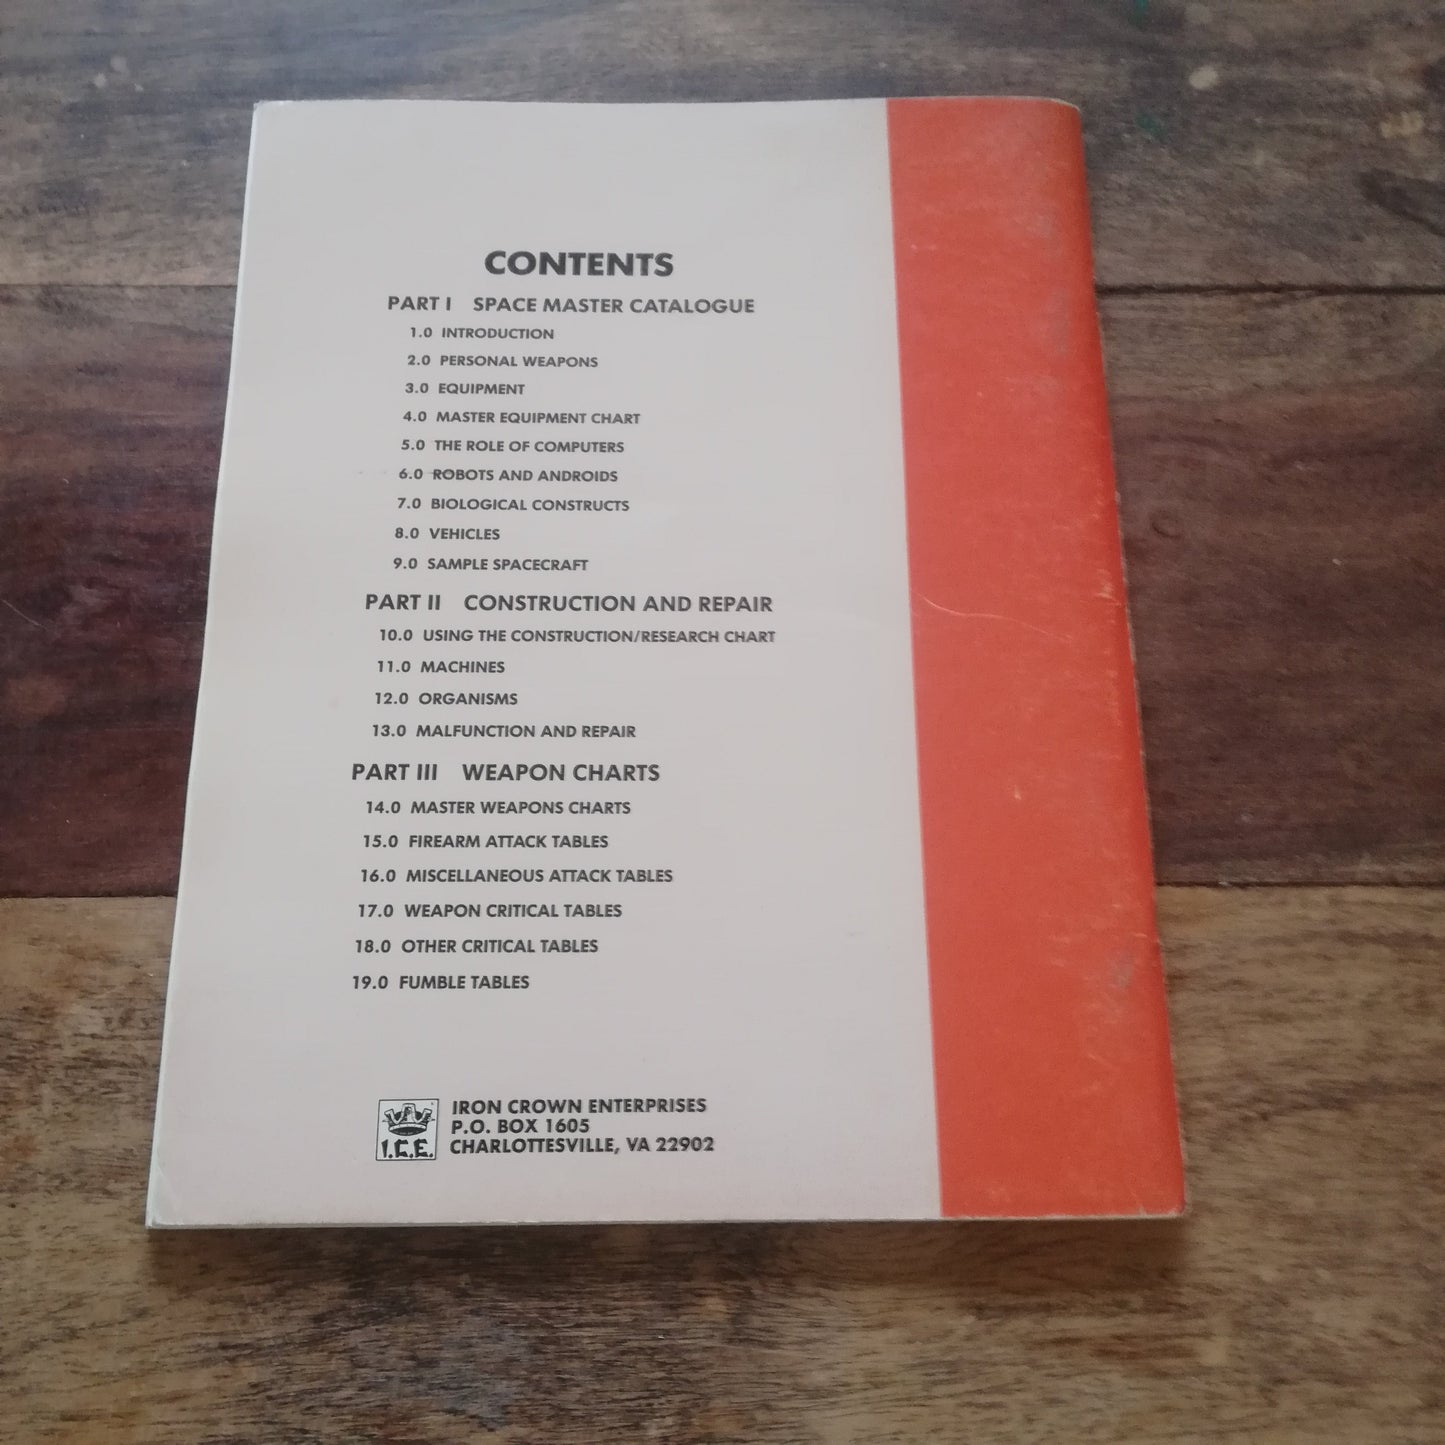 CONTENTS
PART I SPACE MASTER CATALOGUE
1.0 INTRODUCTION
2.0 PERSONAL WEAPONS
3.0 EQUIPMENT
4.0 MASTER EQUIPMENT CHART
5.0 THE ROLE OF COMPUTERS
6.0 ROBOTS AND ANDROIDS
7.0 BIOLOGICAL CONSTRUCTS
8.0 VEHICLES
9.0 SAMPLE SPACECRAFT
PART II CONSTRUCTION AND REPAIR
10.0 USING THE CONSTRUCTION/RESEARCH CHART
11.0 MACHINES
12.0 ORGANISMS
13.0 MALFUNCTION AND REPAIR
PART III WEAPON CHARTS
14.0 MASTER WEAPONS CHARTS
15.0 FIREARM ATTACK TABLES
16.0 MISCELLANEOUS ATTACK TABLES
17.0 WEAPON CRITICAL TABLES
18.0 OTHER CRITICAL TABLES
19.0 FUMBLE TABLES
I.C.E.
IRON CROWN ENTERPRISES
P.O. BOX 1605
CHARLOTTESVILLE, VA 22902